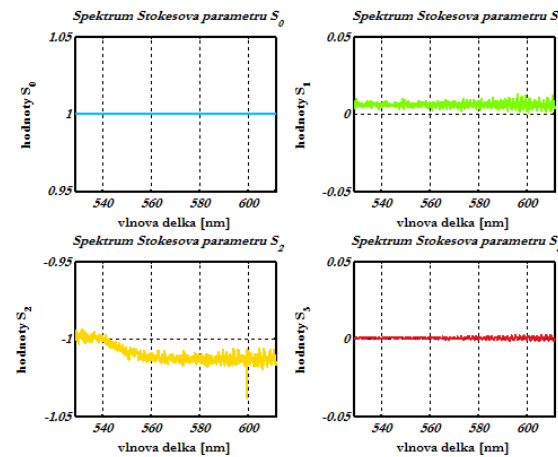 Spektrum Stokesova parametru S0
1.05
hodnoty S0
1
0.95
540 560 580 600
vlnova delka [nm]
Spektrum Stokesova parametru S
0.05
hodnoty S1
0
-0.05
540 560 580 600
vlnova delka [nm]
Spektrum Stokesova parametru S2
-0.95
hodnoty S2
-1
-1.05
540 560 580 600
vlnova delka [nm]
Spektrum Stokesova parametru S
0.05
hodnoty S3
0
-0.05
540 560 580 600
vlnova delka [nm]